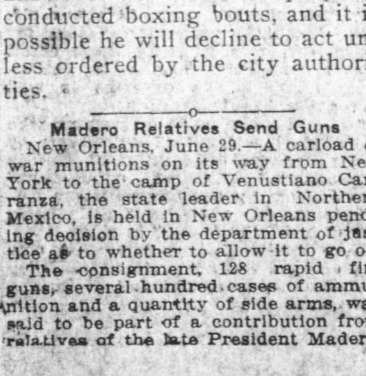 conducted boxing bouts, and it i
possible he will decline to act un
less ordered by the city authori
ties.
o
Madero Relatives Send Guns
New Orleans, June 29.—A carload
war munitions on its way from Ne
York to the camp of Venustiano Car
ranza, the state leader in Norther
Mexico, is held in New Orleans pend
ing decision by the department of jus
tice as to whether to allow it to go o
The consignment, 128 rapid fir
guns, several hundred cases of ammu
nition and a quantity of side arms, wa
said to be part of a contribution fro
relatives of the late President Mader